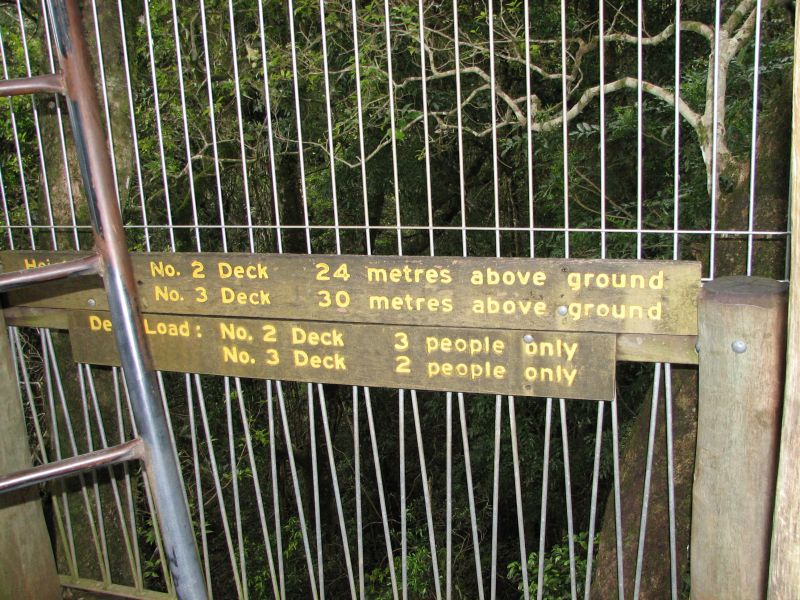 No. 2 Deck 24 metres above ground
No. 3 Deck 30 metres above ground
Load : No. 2 Deck 3 people only
No. 3 Deck 2 people only